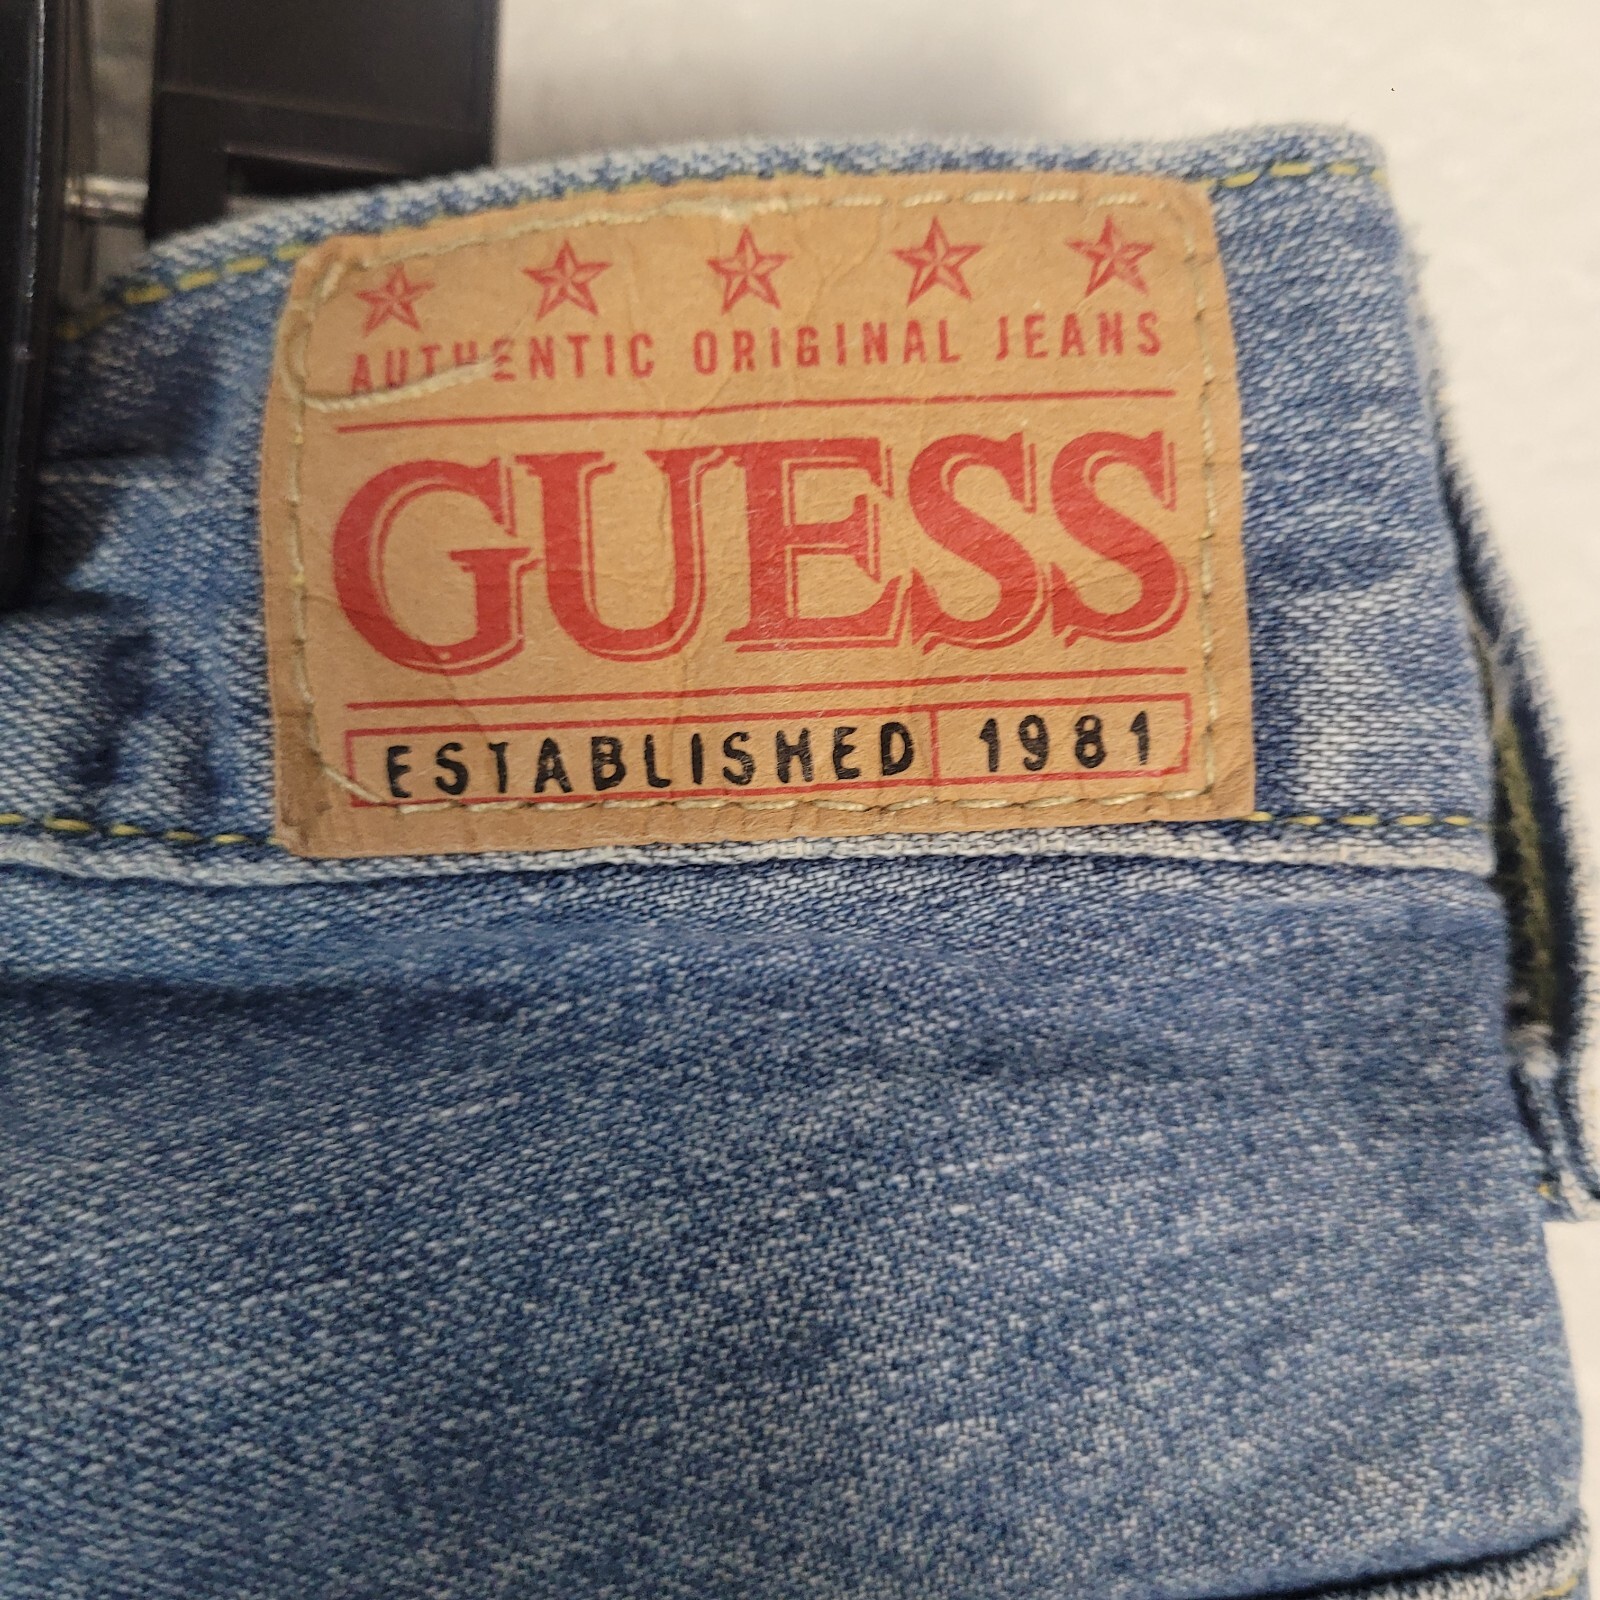 AUTHENTIC ORIGINAL JEANS
GUESS
ESTABLISHED 1981